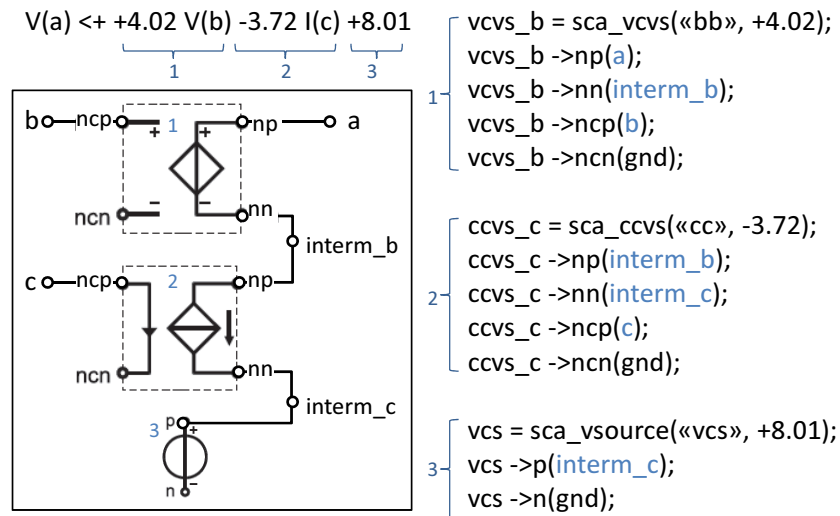 V(a) <+ +4.02 V(b) -3.72 I(c) +8.01
1 2 3
b ncp 1 + + np a
ncn − − nn
interm_b
c ncp 2 np
ncn nn
interm_c
3 p +
n −
1
vcvs_b = sca_vcvs(«bb», +4.02);
vcvs_b ->np(a);
vcvs_b ->nn(interm_b);
vcvs_b ->ncp(b);
vcvs_b ->ncn(gnd);
2
ccvs_c = sca_ccvs(«cc», -3.72);
ccvs_c ->np(interm_b);
ccvs_c ->nn(interm_c);
ccvs_c ->ncp(c);
ccvs_c ->ncn(gnd);
3
vcs = sca_vsource(«vcs», +8.01);
vcs ->p(interm_c);
vcs ->n(gnd);